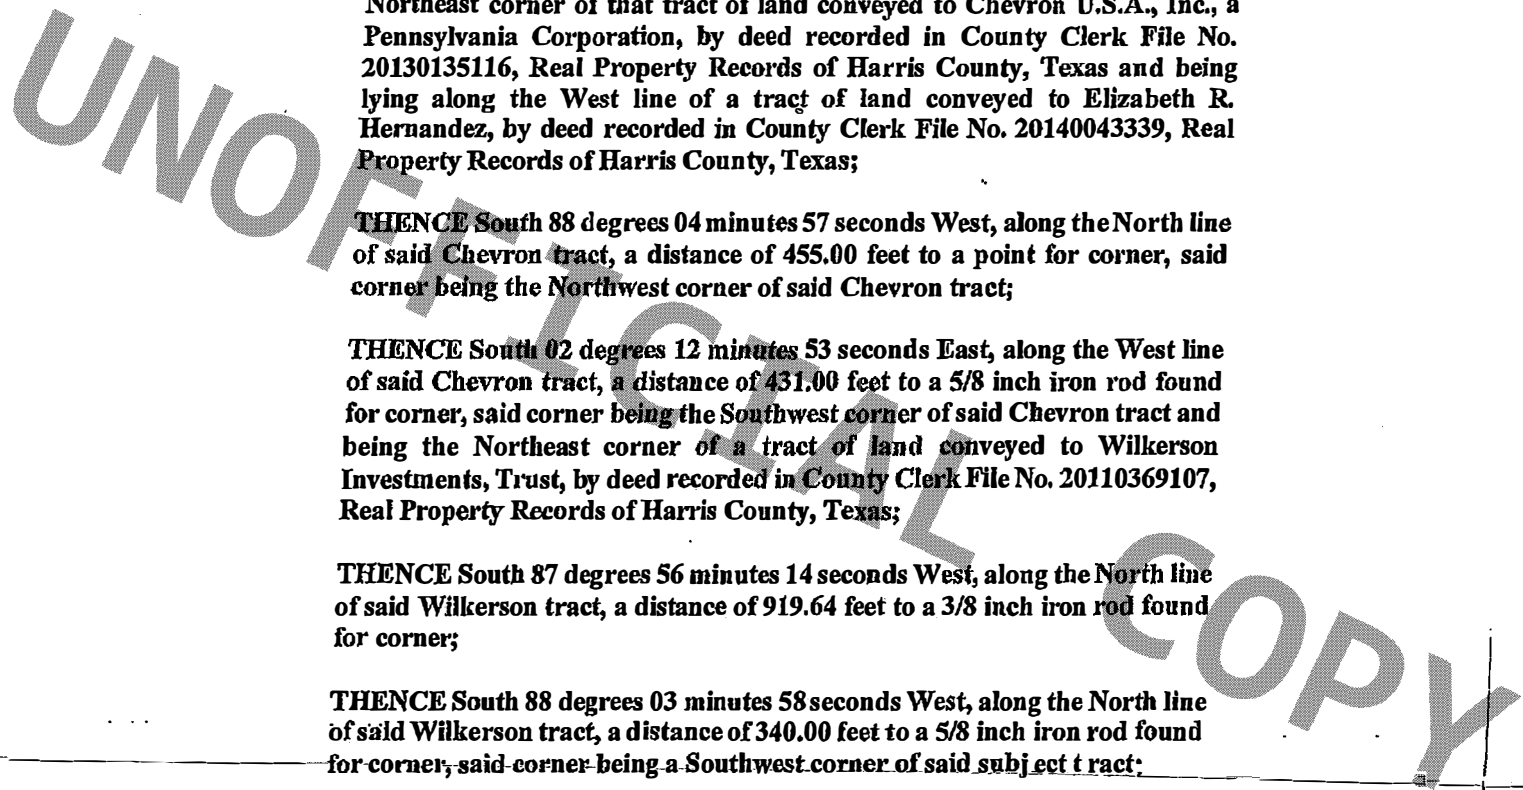 Northeast corner of that tract of land conveyed to Chevron U.S.A., Inc., a
Pennsylvania Corporation, by deed recorded in County Clerk File No.
20130135116, Real Property Records of Harris County, Texas and being
lying along the West line of a tract of land conveyed to Elizabeth R.
Hernandez, by deed recorded in County Clerk File No. 20140043339, Real
Property Records of Harris County, Texas;
THENCE South 88 degrees 04 minutes 57 seconds West, along the North line
of said Chevron tract, a distance of 455.00 feet to a point for corner, said
corner being the Northwest corner of said Chevron tract;
THENCE South 02 degrees 12 minutes 53 seconds East, along the West line
of said Chevron tract, a distance of 431.00 feet to a 5/8 inch iron rod found
for corner, said corner being the Southwest corner of said Chevron tract and
being the Northeast corner of a tract of land conveyed to Wilkerson
Investments, Trust, by deed recorded in County Clerk File No. 20110369107,
Real Property Records of Harris County, Texas;
THENCE South 87 degrees 56 minutes 14 seconds West, along the North line
of said Wilkerson tract, a distance of 919.64 feet to a 3/8 inch iron rod found
for corner;
THENCE South 88 degrees 03 minutes 58 seconds West, along the North line
of said Wilkerson tract, a distance of 340.00 feet to a 5/8 inch iron rod found
for corner, said corner being a Southwest corner of said subject t ract;
UNOFFICIAL COPY